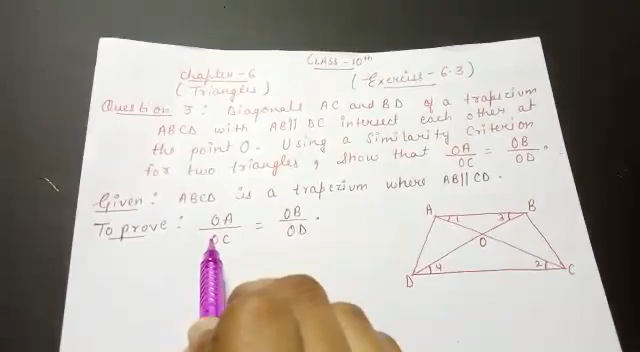 CLASS-10th
Chapter-6
(Triangles)
(Exercise-6.3)
Question 3: Diagonals AC and BD of a trapezium
ABCD with AB||DC intersect each other at
the point O. Using a similarity criterion
for two triangles, show that OA/OC = OB/OD.
Given: ABCD is a trapezium where AB||CD.
To prove: OA/OC = OB/OD.
A 1 3 B
O
D 4 2 C